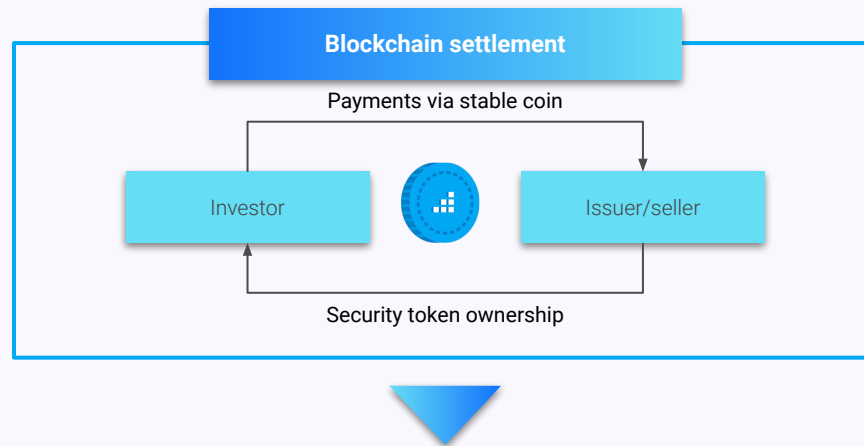 Blockchain settlement
Payments via stable coin
Investor
Issuer/seller
Security token ownership